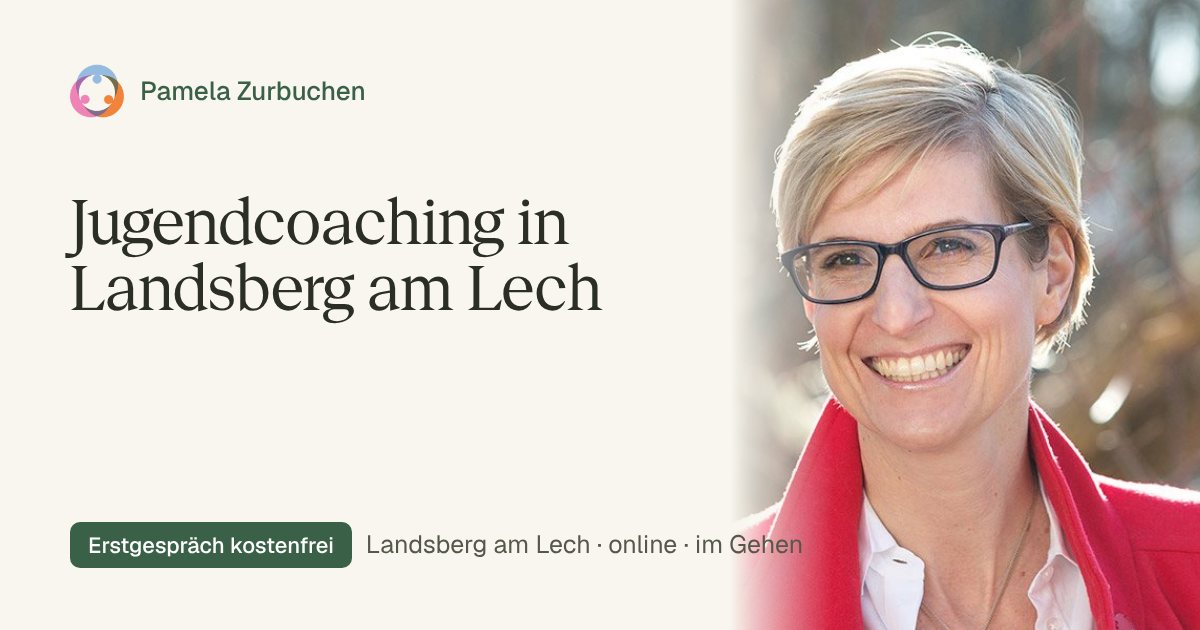 Pamela Zurbuchen
Jugendcoaching in
Landsberg am Lech
Erstgespräch kostenfrei
Landsberg am Lech · online · im Gehen